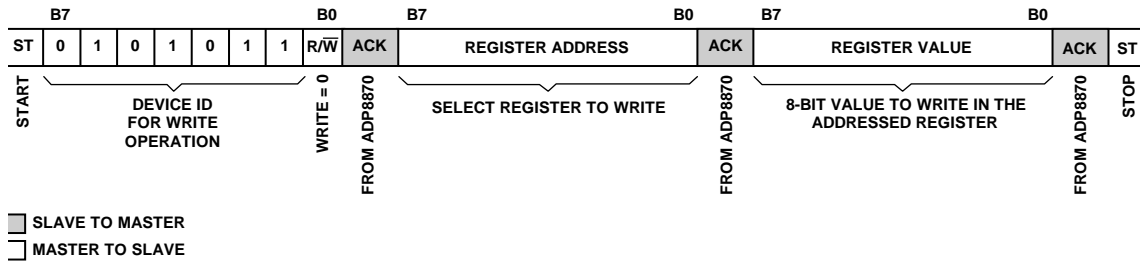 B7 B0 B7 B0 B7 B0
ST 0 1 0 1 0 1 1 R/W̅ ACK REGISTER ADDRESS ACK REGISTER VALUE ACK ST
START
DEVICE ID
FOR WRITE
OPERATION
WRITE = 0
FROM ADP8870
SELECT REGISTER TO WRITE
FROM ADP8870
8-BIT VALUE TO WRITE IN THE
ADDRESSED REGISTER
FROM ADP8870
STOP
SLAVE TO MASTER
MASTER TO SLAVE